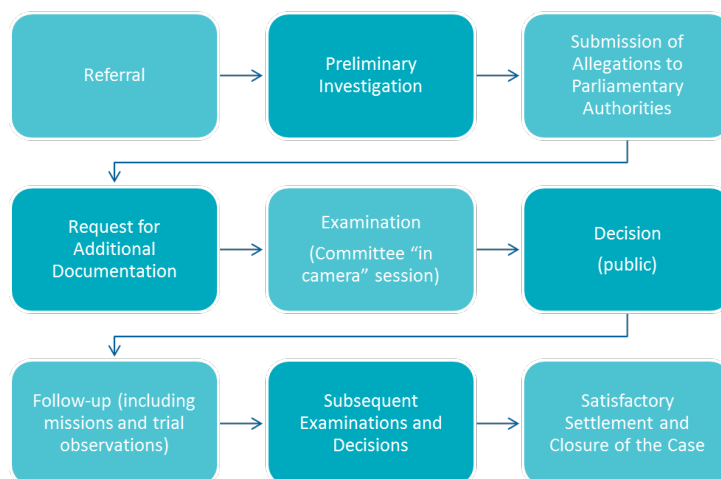 Referral
Preliminary
Investigation
Submission of
Allegations to
Parliamentary
Authorities
Request for
Additional
Documentation
Examination
(Committee “in
camera” session)
Decision
(public)
Follow-up (including
missions and trial
observations)
Subsequent
Examinations and
Decisions
Satisfactory
Settlement and
Closure of the Case